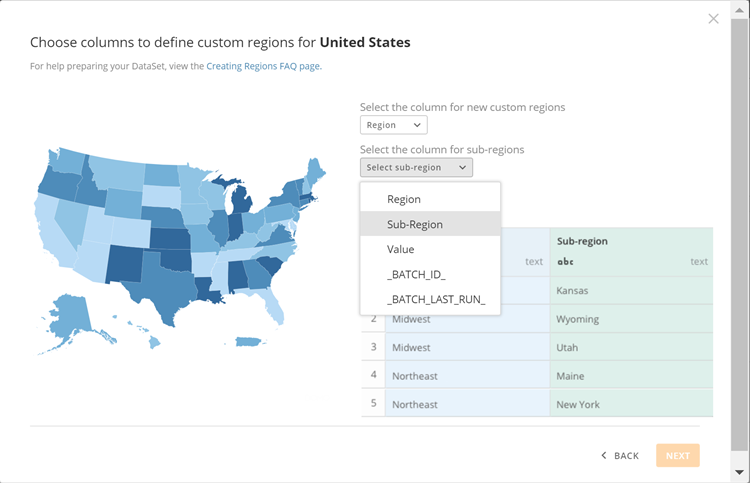 Choose columns to define custom regions for United States
For help preparing your DataSet, view the Creating Regions FAQ page.
Select the column for new custom regions
Region
Select the column for sub-regions
Select sub-region
Region
Sub-Region
Value
_BATCH_ID_
_BATCH_LAST_RUN_
Sub-region
text abc text
Kansas
2 Midwest Wyoming
3 Midwest Utah
4 Northeast Maine
5 Northeast New York
BACK NEXT